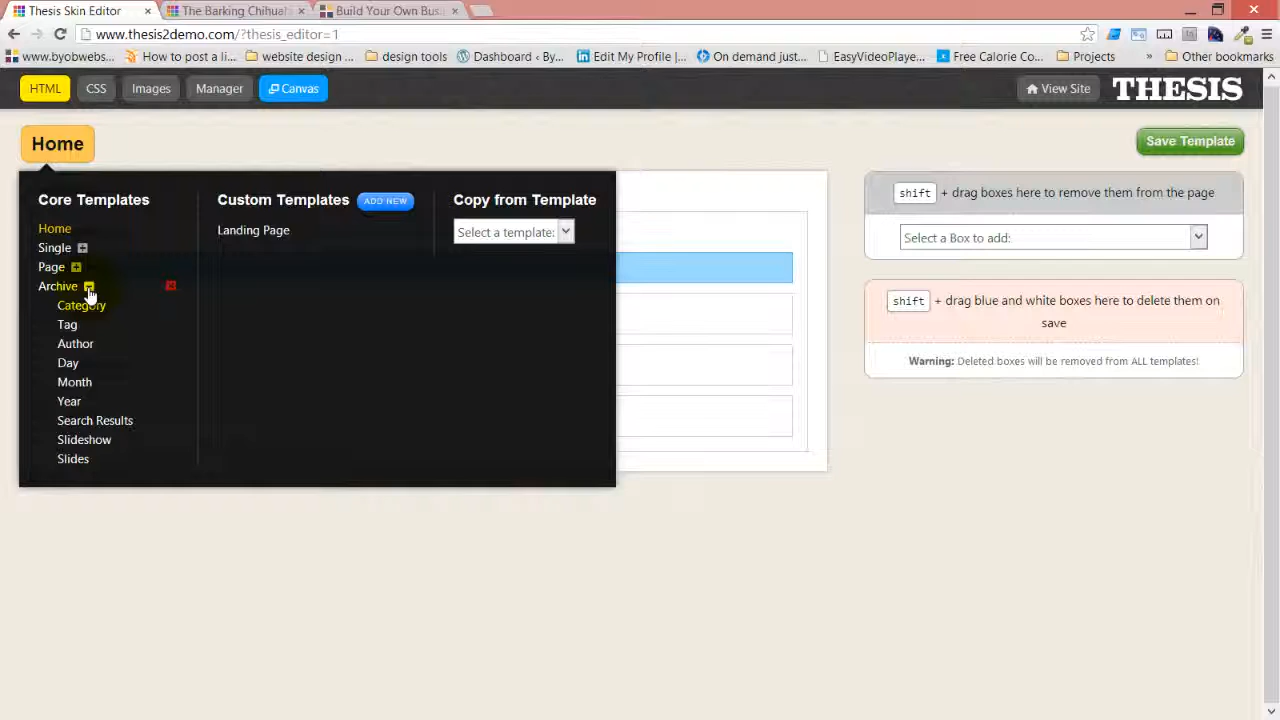 Thesis Skin Editor
The Barking Chihual
Build Your Own Busi
www.thesis2demo.com/?thesis_editor=1
www.byobwebs...
How to post a li...
website design ...
design tools
Dashboard ‹ By...
Edit My Profile |...
On demand just...
EasyVideoPlaye...
Free Calorie Co...
Projects
»
Other bookmarks
HTML
CSS
Images
Manager
Canvas
View Site
THESIS
Home
Save Template
Core Templates
Home
Single
Page
Archive
Category
Tag
Author
Day
Month
Year
Search Results
Slideshow
Slides
Custom Templates
ADD NEW
Landing Page
Copy from Template
Select a template:
shift + drag boxes here to remove them from the page
Select a Box to add:
shift + drag blue and white boxes here to delete them on
save
Warning: Deleted boxes will be removed from ALL templates!